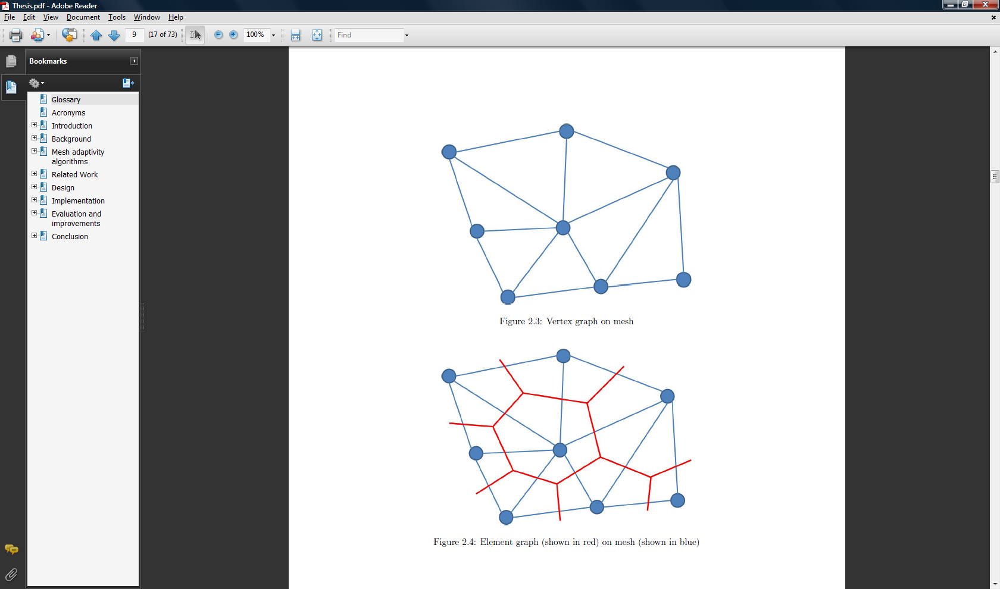 Thesis.pdf - Adobe Reader
File Edit View Document Tools Window Help
9 (17 of 73) 100% Find
Bookmarks
Glossary
Acronyms
Introduction
Background
Mesh adaptivity
algorithms
Related Work
Design
Implementation
Evaluation and
improvements
Conclusion
Figure 2.3: Vertex graph on mesh
Figure 2.4: Element graph (shown in red) on mesh (shown in blue)